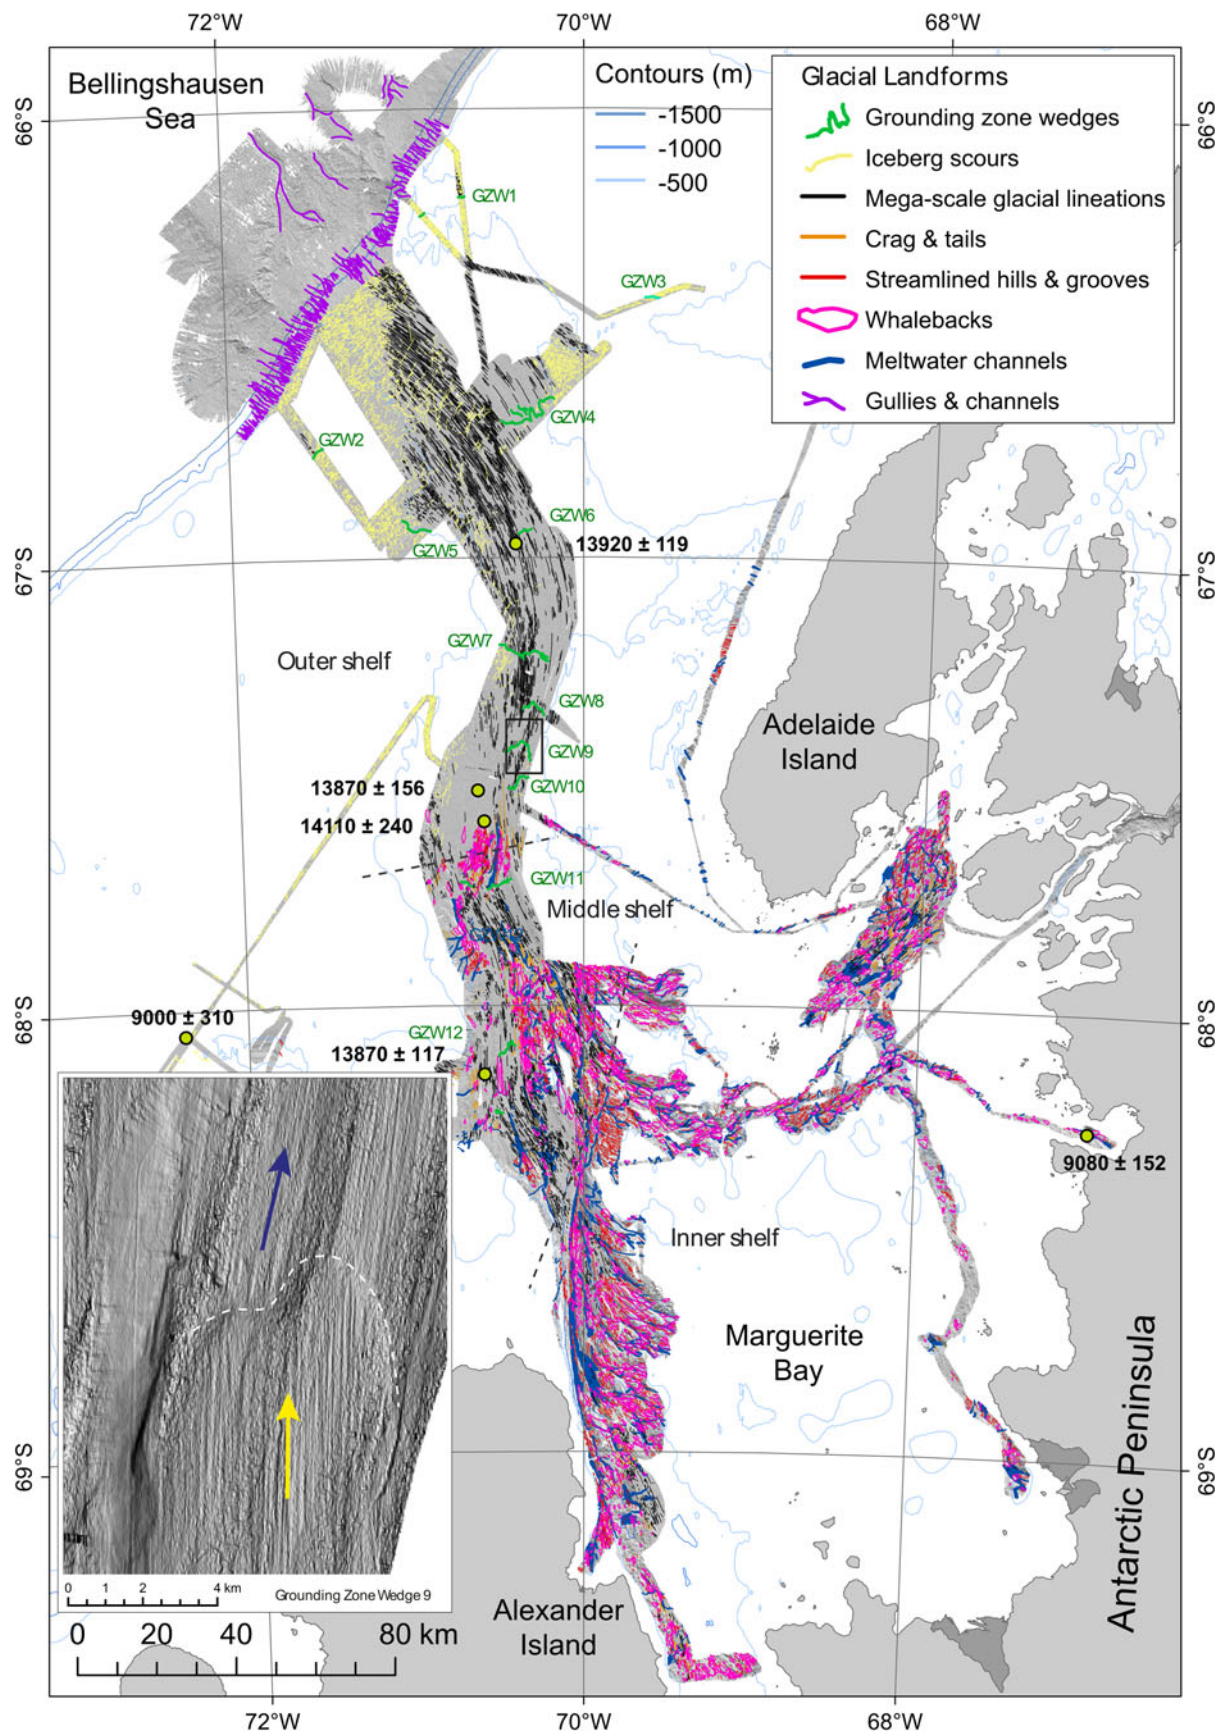 72°W
70°W
68°W
Bellingshausen
Sea
Contours (m)
-1500
-1000
-500
Glacial Landforms
Grounding zone wedges
Iceberg scours
Mega-scale glacial lineations
Crag & tails
Streamlined hills & grooves
Whalebacks
Meltwater channels
Gullies & channels
66°S
66°S
GZW1
GZW3
GZW4
GZW2
GZW6
GZW5
13920 ± 119
67°S
67°S
GZW7
Outer shelf
GZW8
Adelaide
Island
GZW9
GZW10
13870 ± 156
14110 ± 240
GZW11
Middle shelf
68°S
68°S
9000 ± 310
GZW12
13870 ± 117
9080 ± 152
Inner shelf
Marguerite
Bay
Antarctic Peninsula
69°S
69°S
0 1 2 4 km
Grounding Zone Wedge 9
Alexander
Island
0 20 40 80 km
72°W
70°W
68°W